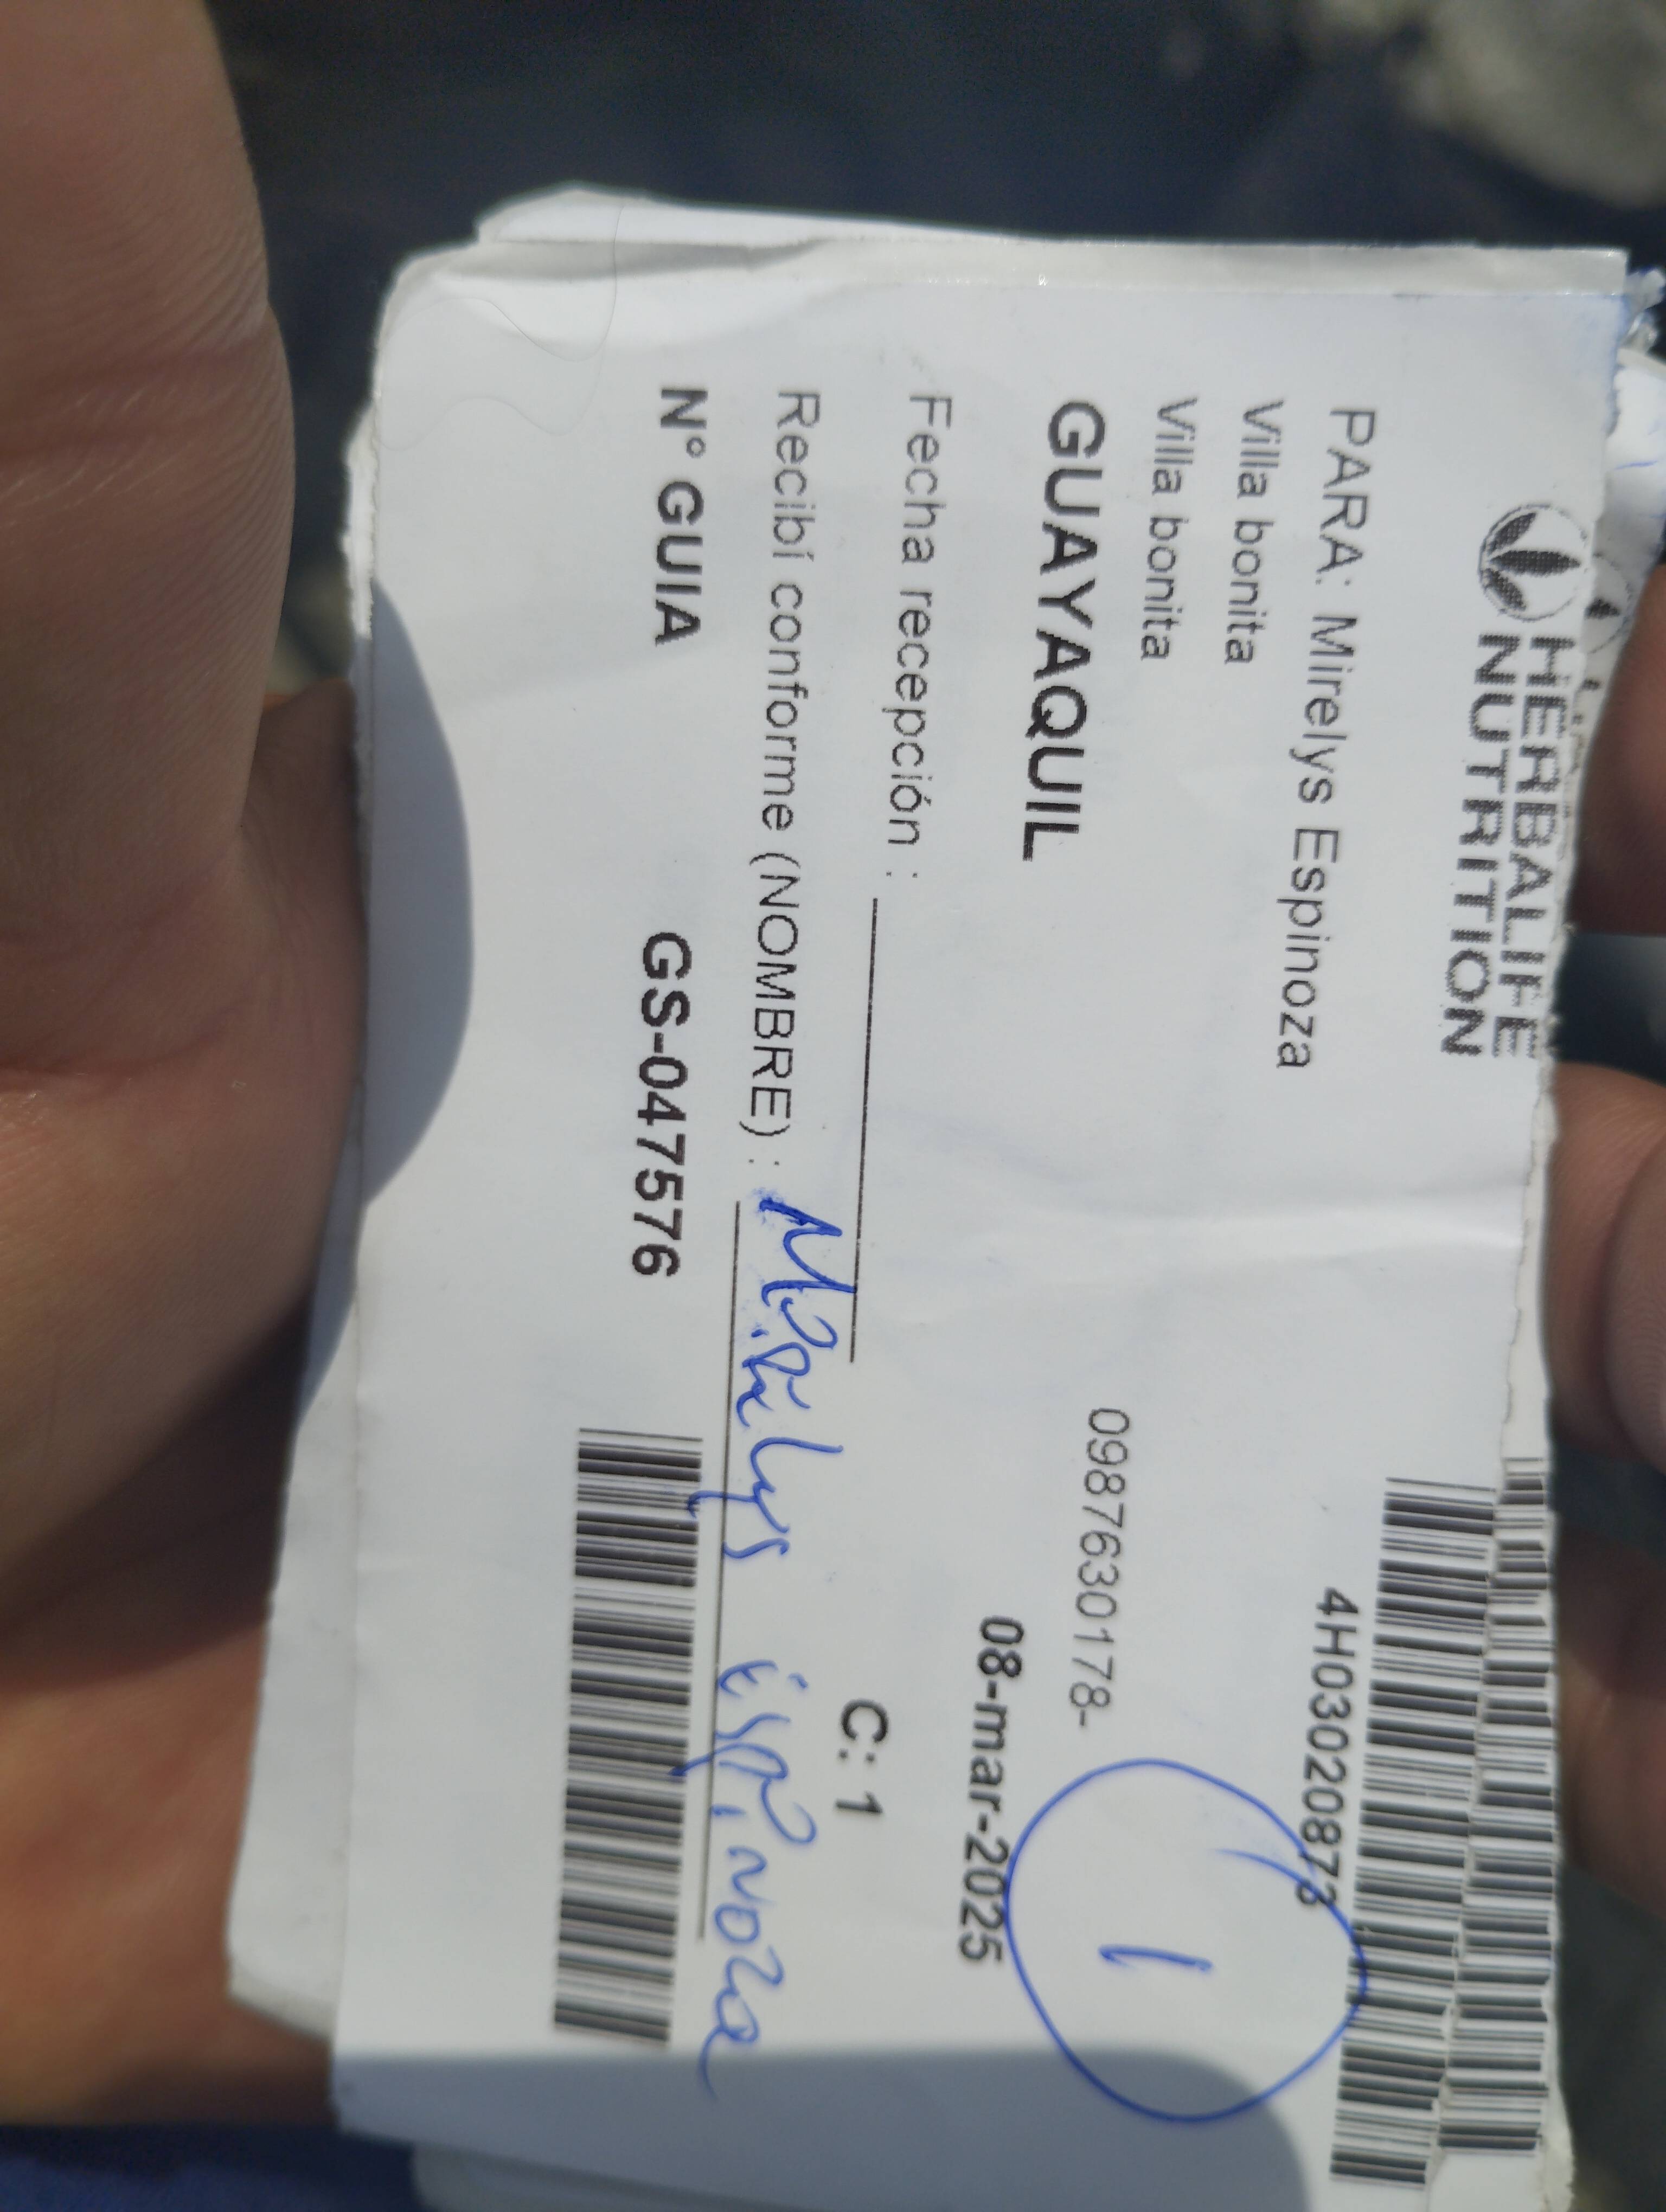 HERBALIFE
NUTRITION
4H03020873
PARA: Mirelys Espinoza
Villa bonita
Villa bonita
0987630178-
1
GUAYAQUIL
08-mar-2025
Fecha recepción :
C: 1
Recibí conforme (NOMBRE) : Mirelys Espinoza
N° GUIA GS-047576